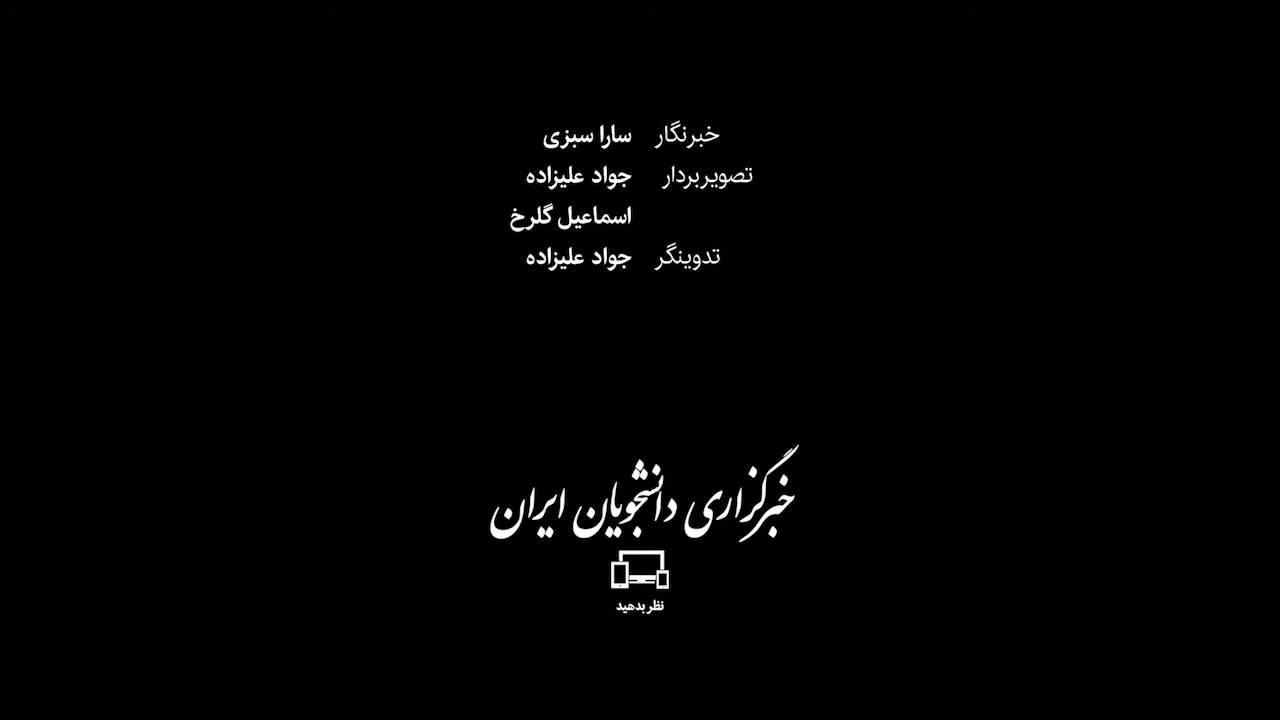 خبرنگار سارا سبزی
تصویربردار جواد علیزاده
اسماعیل گلرخ
تدوینگر جواد علیزاده
خبرگزاری دانشجویان ایران
نظر بدهید